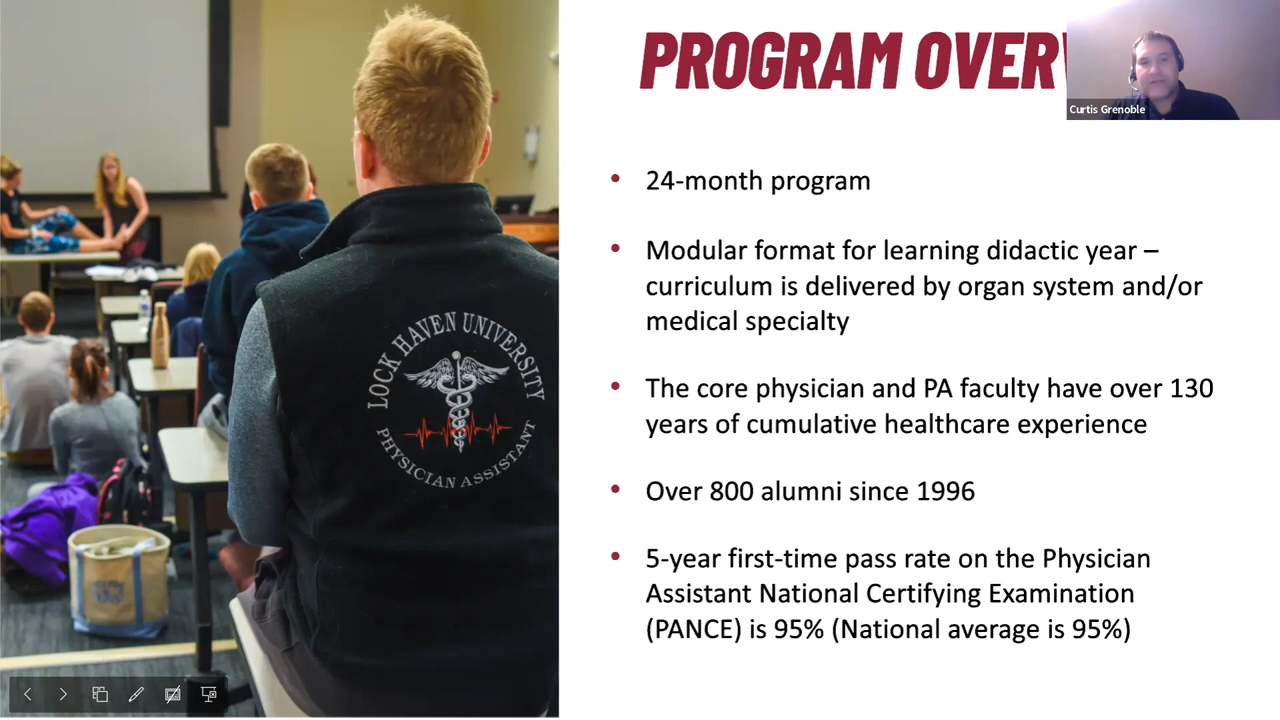 PROGRAM OVERV
Curtis Grenoble
• 24-month program
• Modular format for learning didactic year –
curriculum is delivered by organ system and/or
medical specialty
• The core physician and PA faculty have over 130
years of cumulative healthcare experience
• Over 800 alumni since 1996
• 5-year first-time pass rate on the Physician
Assistant National Certifying Examination
(PANCE) is 95% (National average is 95%)
LOCK HAVEN UNIVERSITY
PHYSICIAN ASSISTANT